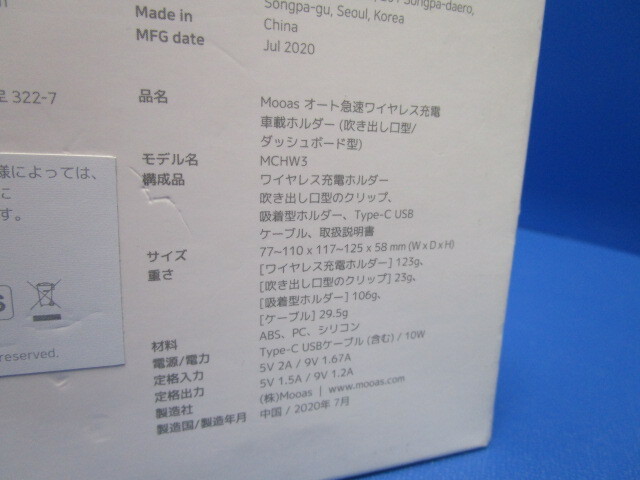 Songpa-daero,
Songpa-gu, Seoul, Korea
Made in China
MFG date Jul 2020
로 322-7
様によっては、
に
す。
reserved.
品名 Mooas オート急速ワイヤレス充電
車載ホルダー (吹き出し口型/
ダッシュボード型)
モデル名 MCHW3
構成品 ワイヤレス充電ホルダー
吹き出し口型のクリップ、
吸着型ホルダー、Type-C USB
ケーブル、取扱説明書
サイズ 77~110 x 117~125 x 58 mm (W x D x H)
重さ [ワイヤレス充電ホルダー] 123g、
[吹き出し口型のクリップ] 23g、
[吸着型ホルダー] 106g、
[ケーブル] 29.5g
材料 ABS、PC、シリコン
電源/電力 Type-C USBケーブル (含む) / 10W
定格入力 5V 2A / 9V 1.67A
定格出力 5V 1.5A / 9V 1.2A
製造社 (株)Mooas | www.mooas.com
製造国/製造年月 中国 / 2020年 7月